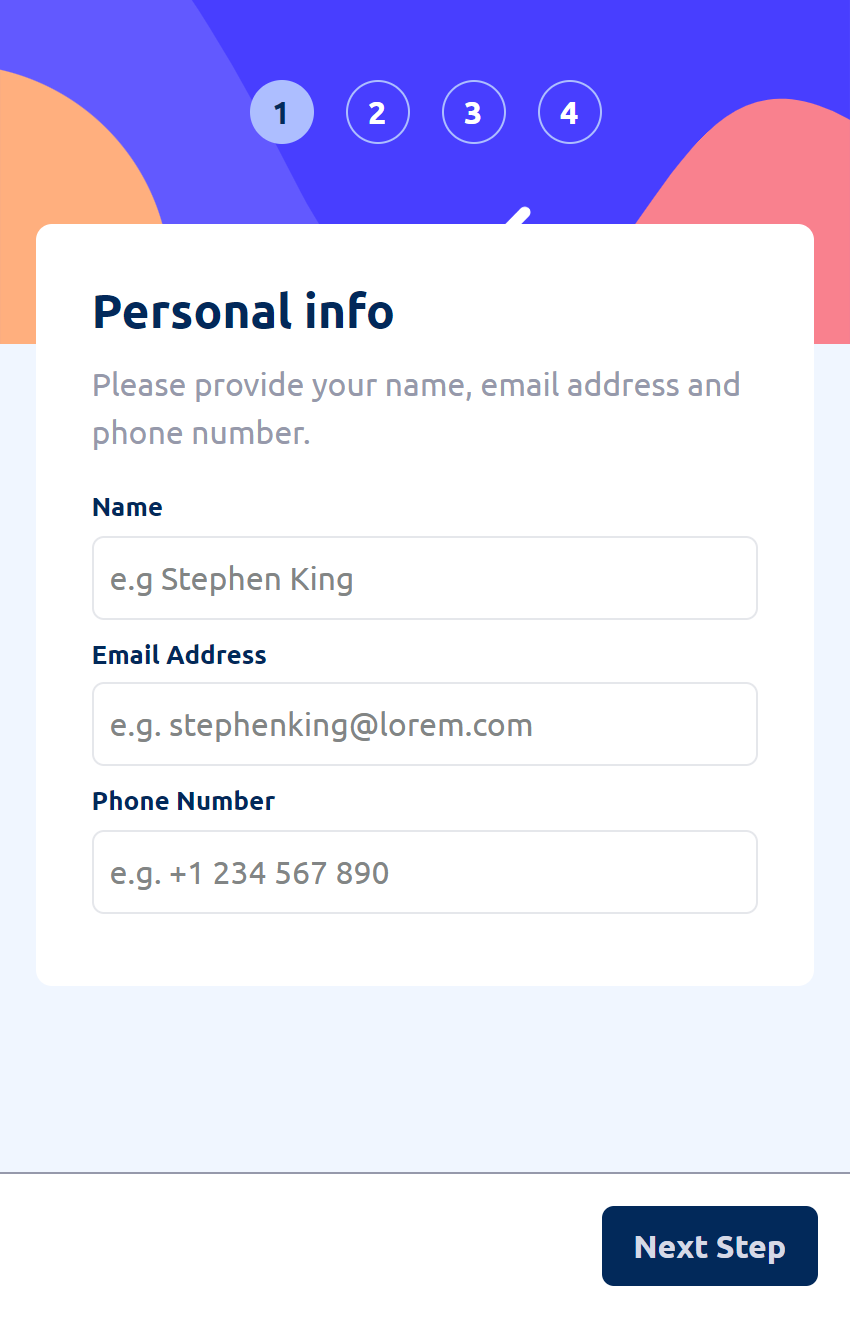 1 2 3 4
Personal info
Please provide your name, email address and
phone number.
Name
e.g Stephen King
Email Address
e.g. stephenking@lorem.com
Phone Number
e.g. +1 234 567 890
Next Step